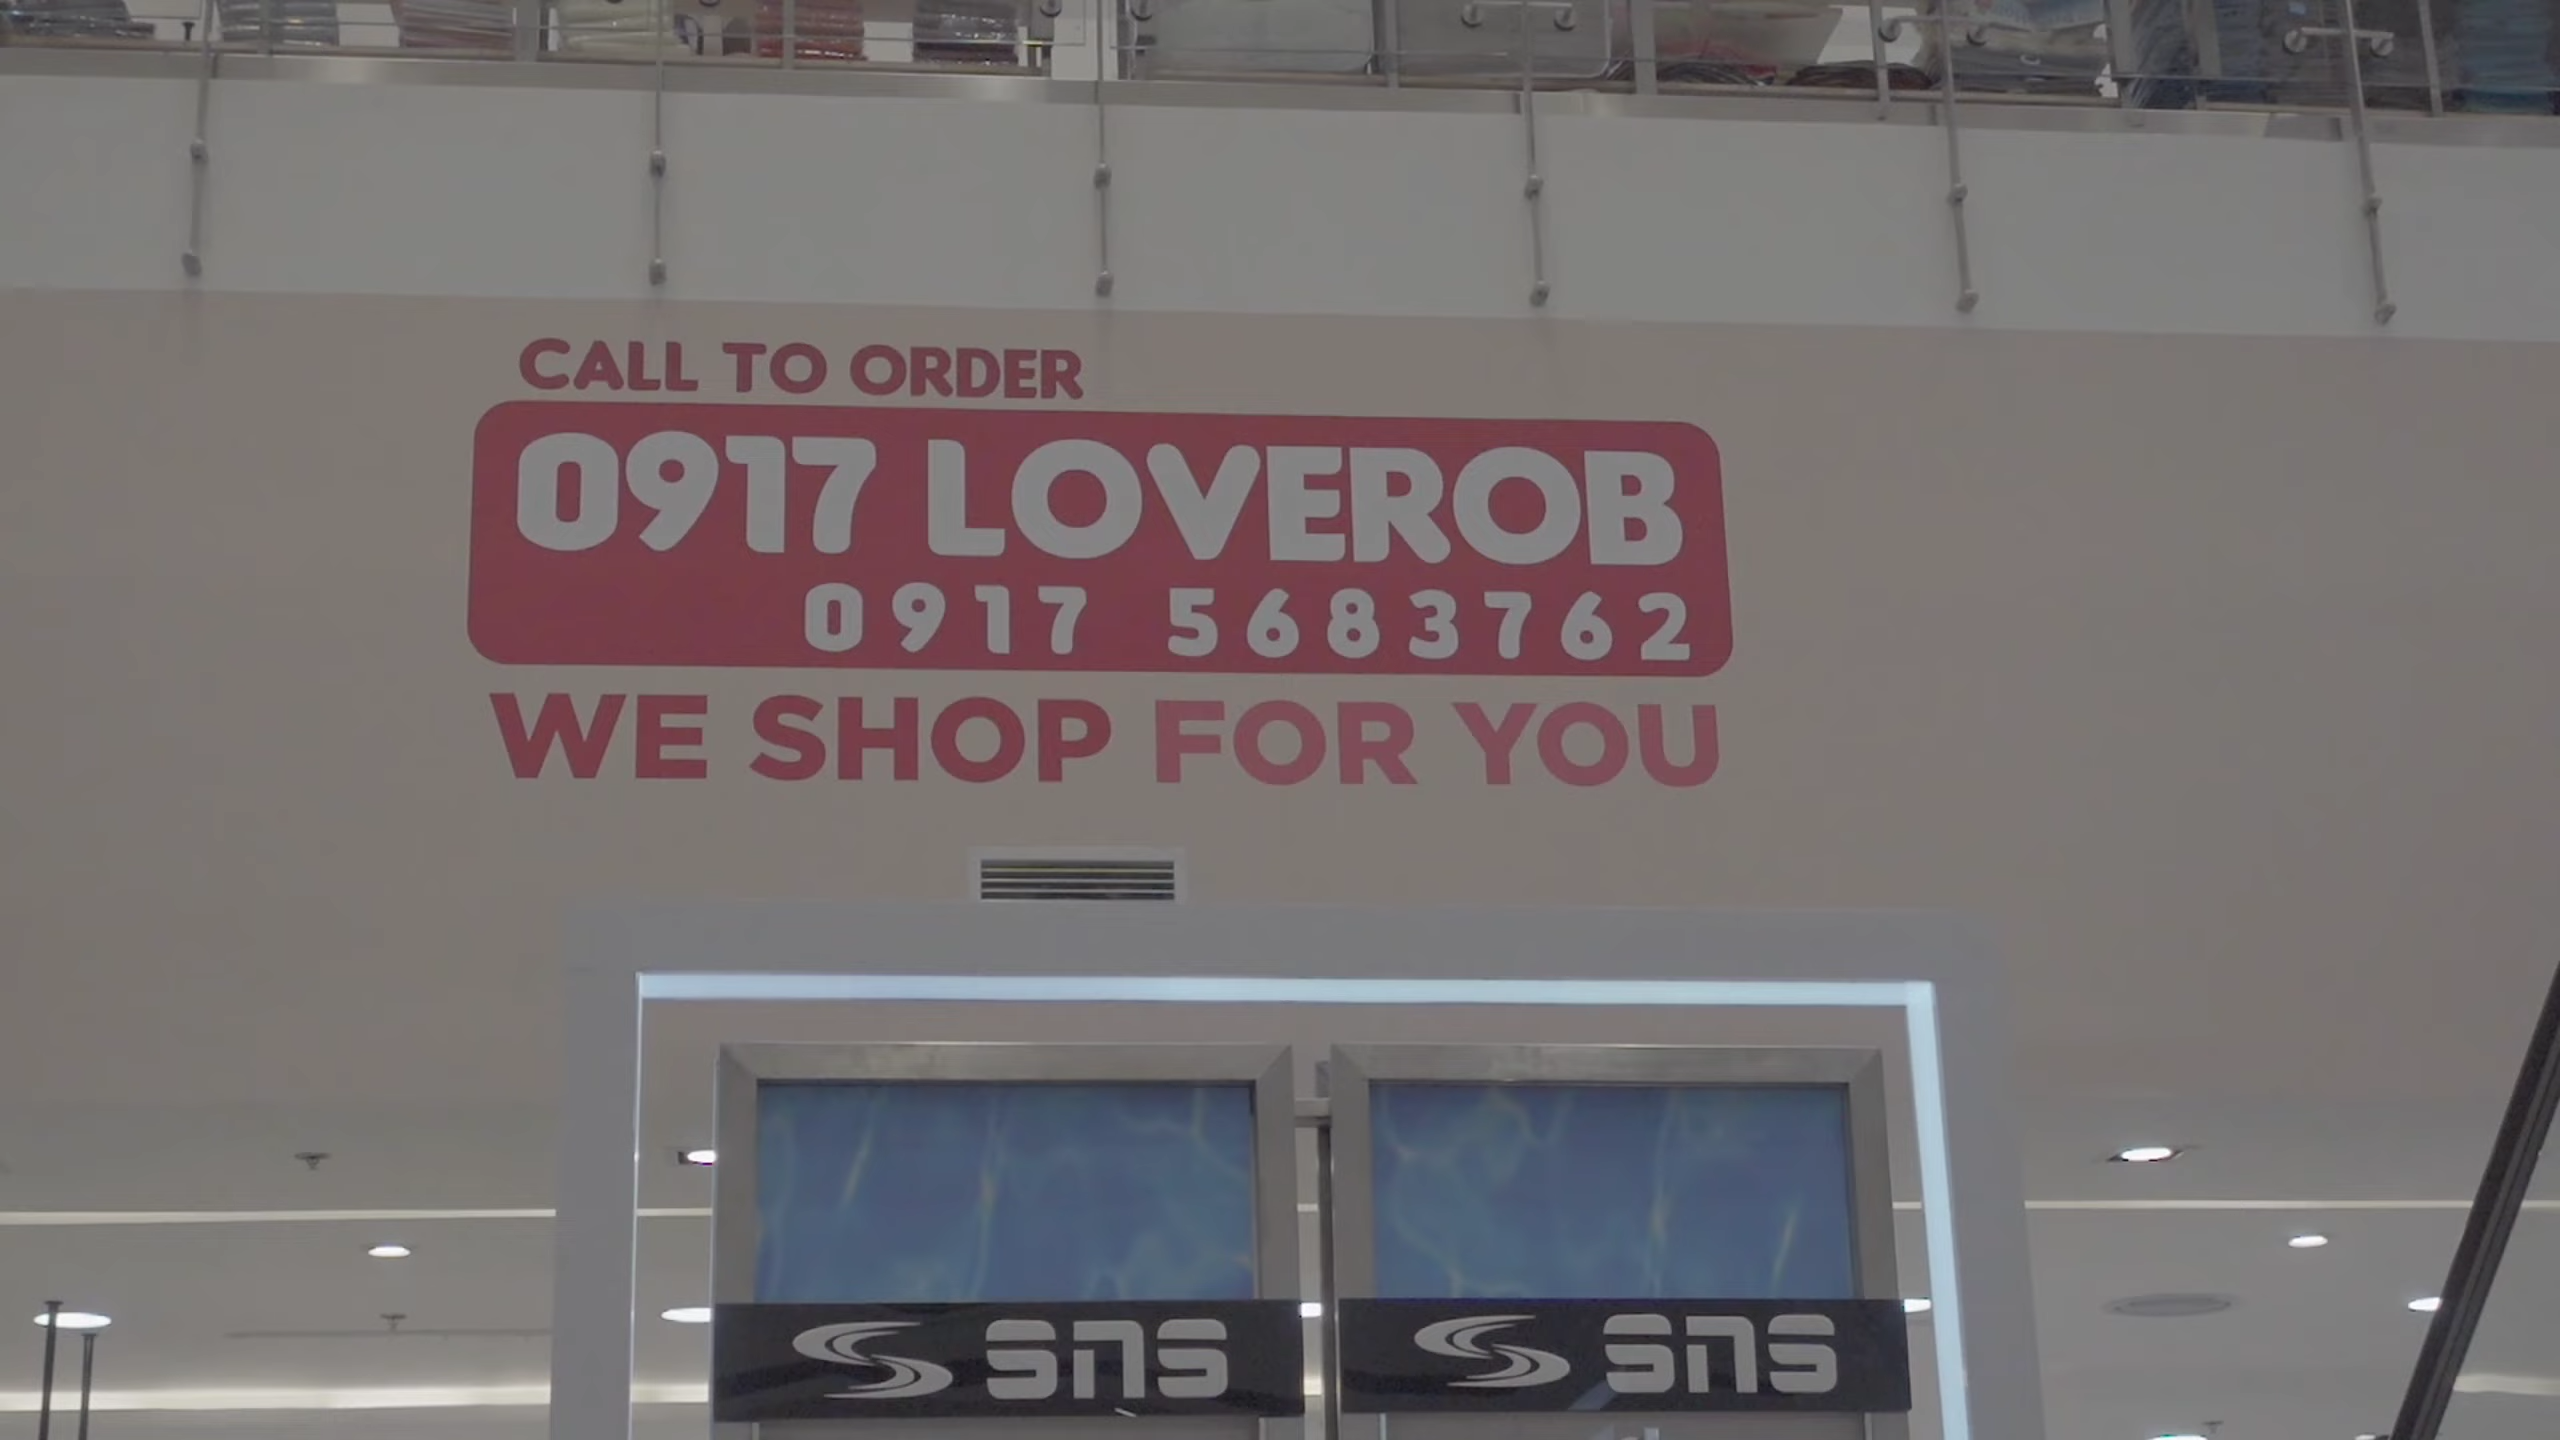 CALL TO ORDER
0917 LOVEROB
0917 5683762
WE SHOP FOR YOU
SNS
SNS